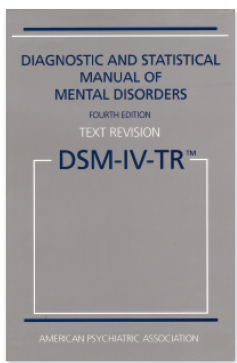 DIAGNOSTIC AND STATISTICAL
MANUAL OF
MENTAL DISORDERS
FOURTH EDITION
TEXT REVISION
DSM-IV-TR™
AMERICAN PSYCHIATRIC ASSOCIATION